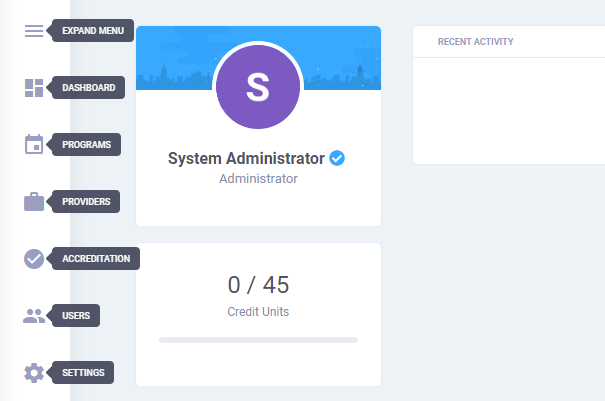 EXPAND MENU
DASHBOARD
PROGRAMS
PROVIDERS
ACCREDITATION
USERS
SETTINGS
S
System Administrator
Administrator
0 / 45
Credit Units
RECENT ACTIVITY